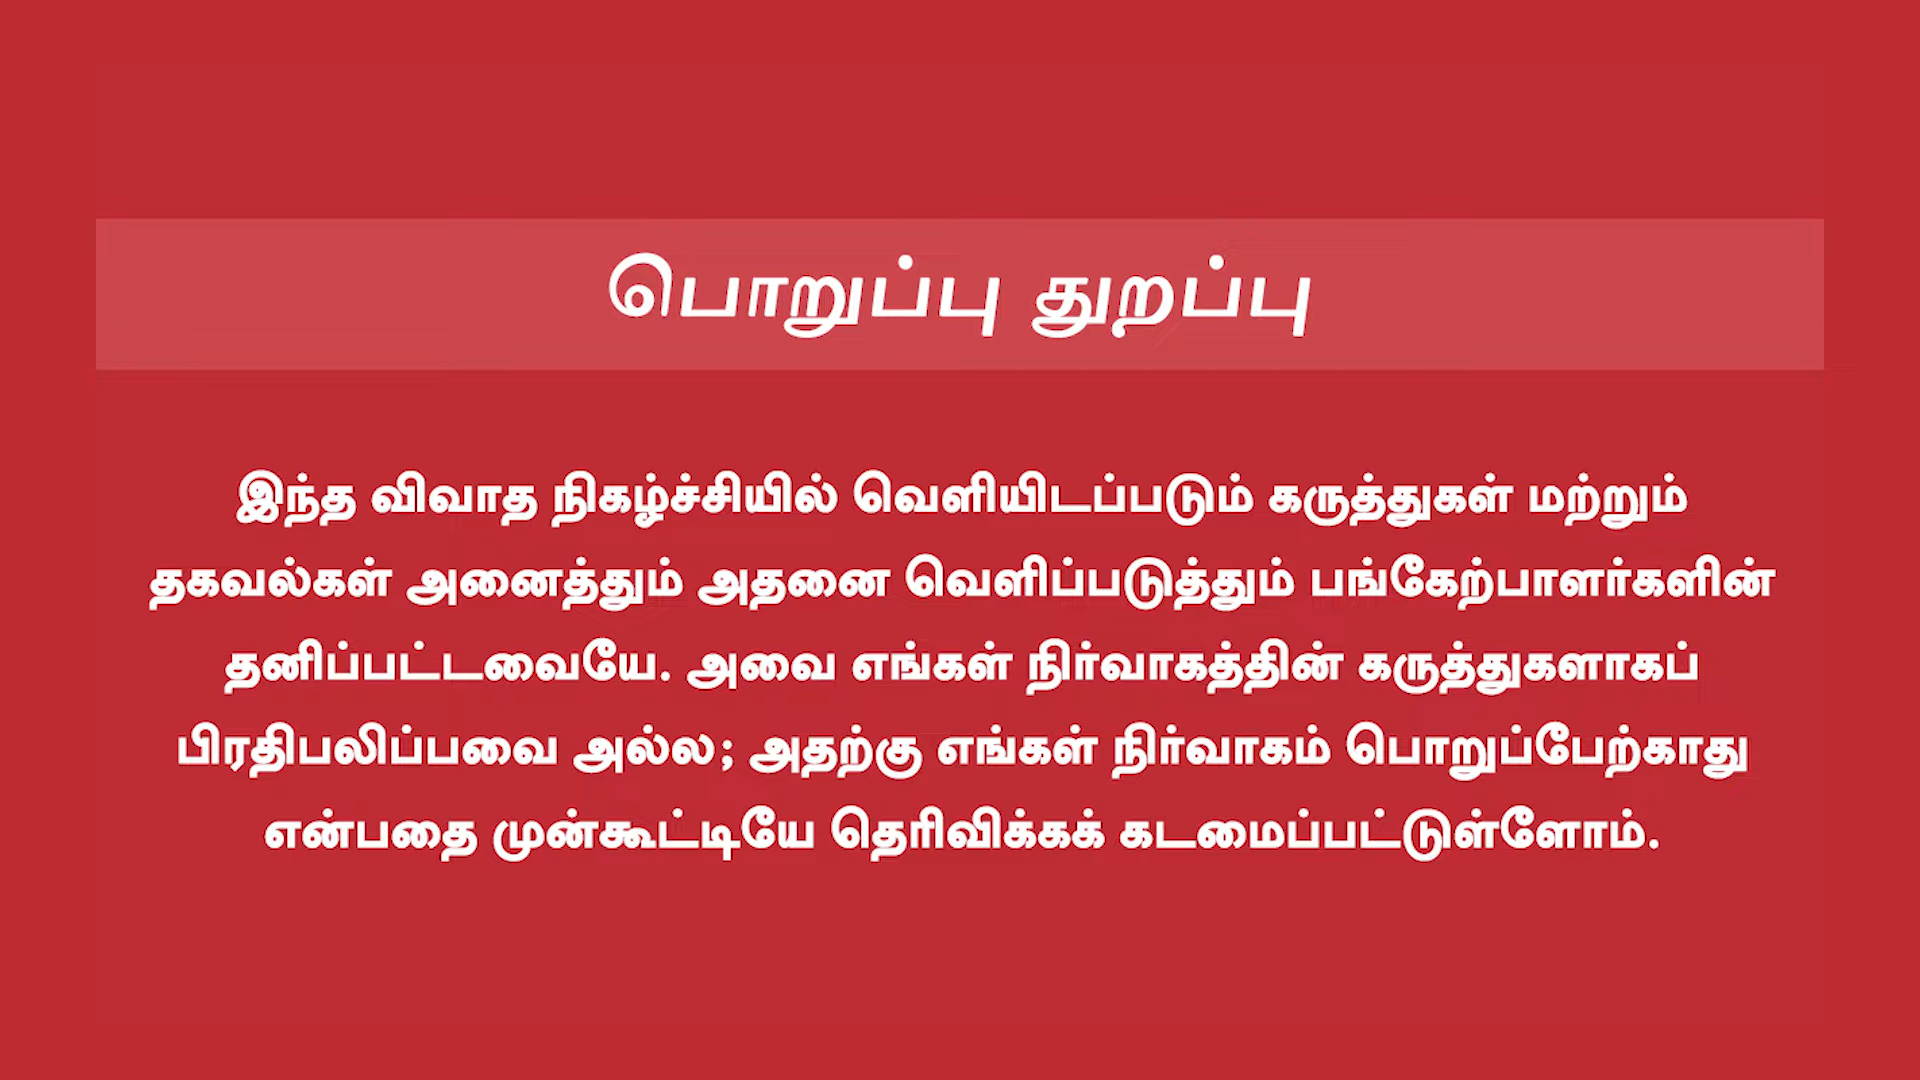 பொறுப்பு துறப்பு
இந்த விவாத நிகழ்ச்சியில் வெளியிடப்படும் கருத்துகள் மற்றும்
தகவல்கள் அனைத்தும் அதனை வெளிப்படுத்தும் பங்கேற்பாளர்களின்
தனிப்பட்டவையே. அவை எங்கள் நிர்வாகத்தின் கருத்துகளாகப்
பிரதிபலிப்பவை அல்ல; அதற்கு எங்கள் நிர்வாகம் பொறுப்பேற்காது
என்பதை முன்கூட்டியே தெரிவிக்கக் கடமைப்பட்டுள்ளோம்.